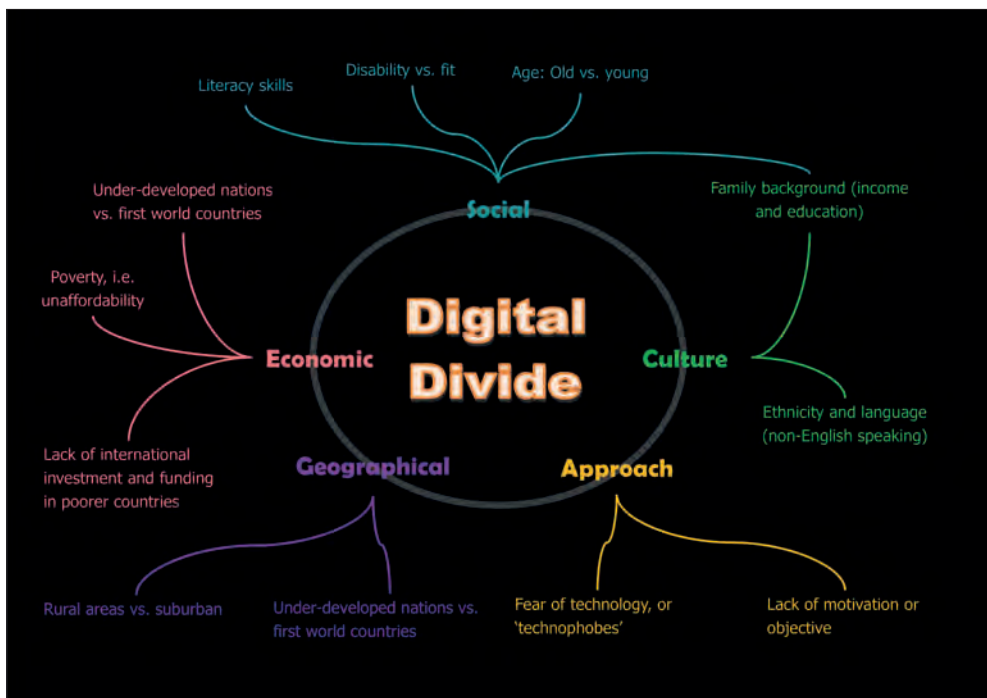 Literacy skills
Disability vs. fit
Age: Old vs. young
Under-developed nations
vs. first world countries
Family background (income
and education)
Social
Poverty, i.e.
unaffordability
Digital
Divide
Economic
Culture
Ethnicity and language
(non-English speaking)
Lack of international
investment and funding
in poorer countries
Geographical
Approach
Rural areas vs. suburban
Under-developed nations vs.
first world countries
Fear of technology, or
‘technophobes’
Lack of motivation or
objective